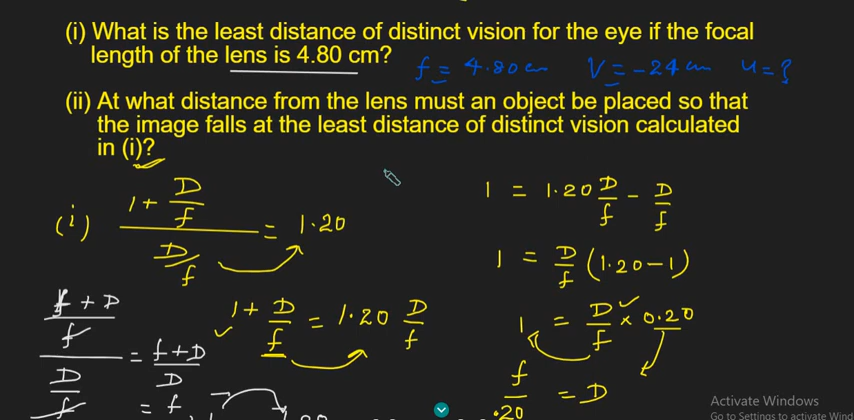 (i) What is the least distance of distinct vision for the eye if the focal
length of the lens is 4.80 cm?
f = 4.80 cm V = -24 cm u = ?
(ii) At what distance from the lens must an object be placed so that
the image falls at the least distance of distinct vision calculated
in (i)?
(i) (1 + D/f) / (D/f) = 1.20
1 + D/f = 1.20 D/f
((f + D)/f) / (D/f) = (f+D)/D
= f
1 = 1.20 D/f - D/f
1 = D/f (1.20 - 1)
1 = D/f × 0.20
f/.20 = D
Activate Windows
Go to Settings to activate Wind